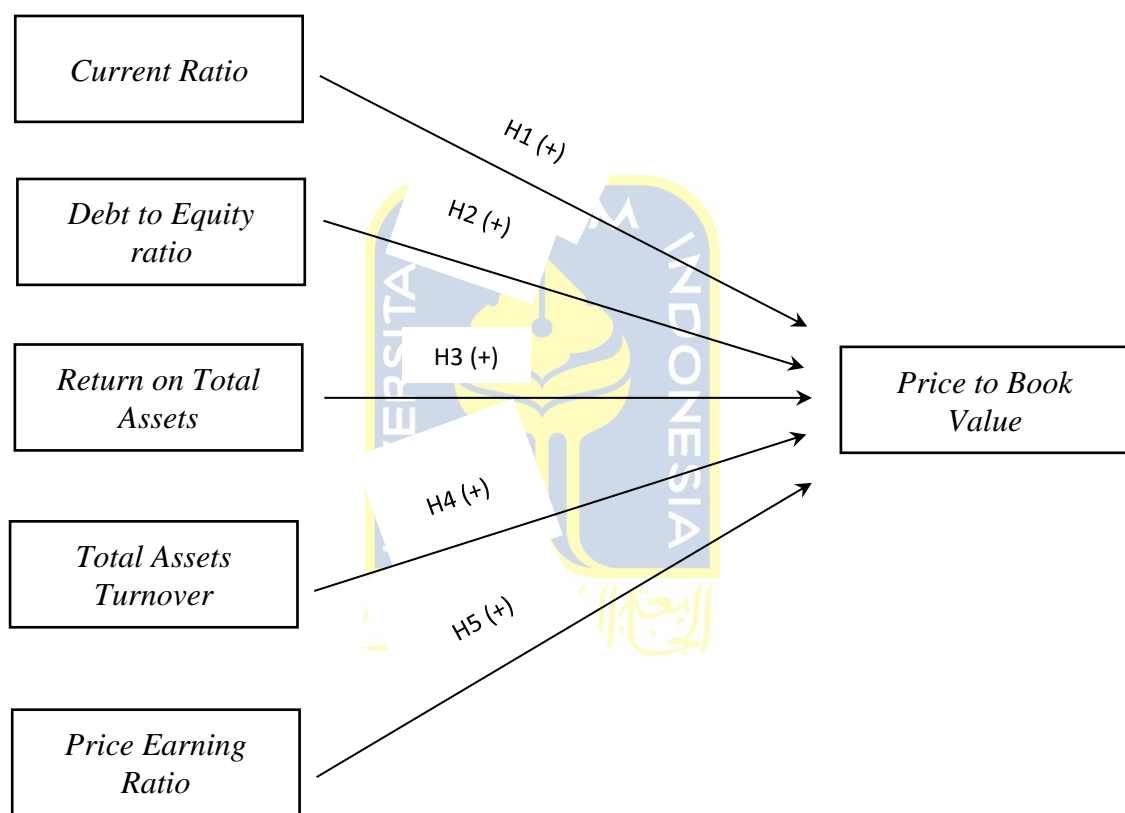 Current Ratio
H1 (+)
Debt to Equity
ratio
H2 (+)
Return on Total
Assets
H3 (+)
Price to Book
Value
Total Assets
Turnover
H4 (+)
Price Earning
Ratio
H5 (+)
INDONESIA